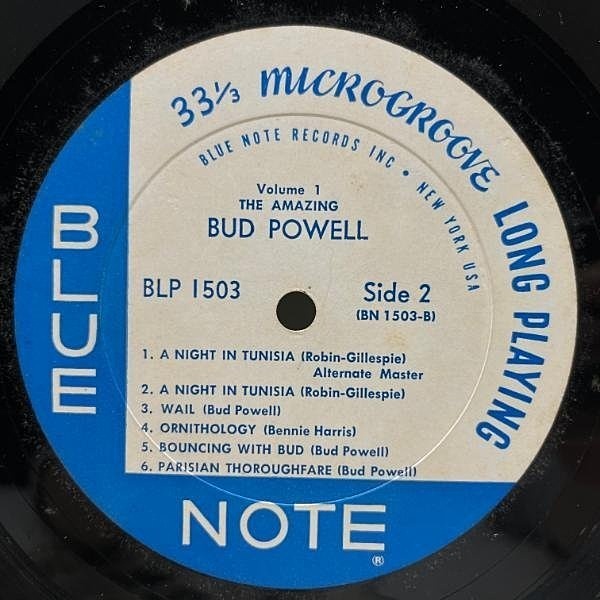 33⅓ MICROGROOVE LONG PLAYING
BLUE NOTE RECORDS INC • NEW YORK USA
Volume 1
THE AMAZING
BUD POWELL
BLP 1503 Side 2
(BN 1503-B)
1. A NIGHT IN TUNISIA (Robin-Gillespie)
Alternate Master
2. A NIGHT IN TUNISIA (Robin-Gillespie)
3. WAIL (Bud Powell)
4. ORNITHOLOGY (Bennie Harris)
5. BOUNCING WITH BUD (Bud Powell)
6. PARISIAN THOROUGHFARE (Bud Powell)
BLUE
NOTE
®